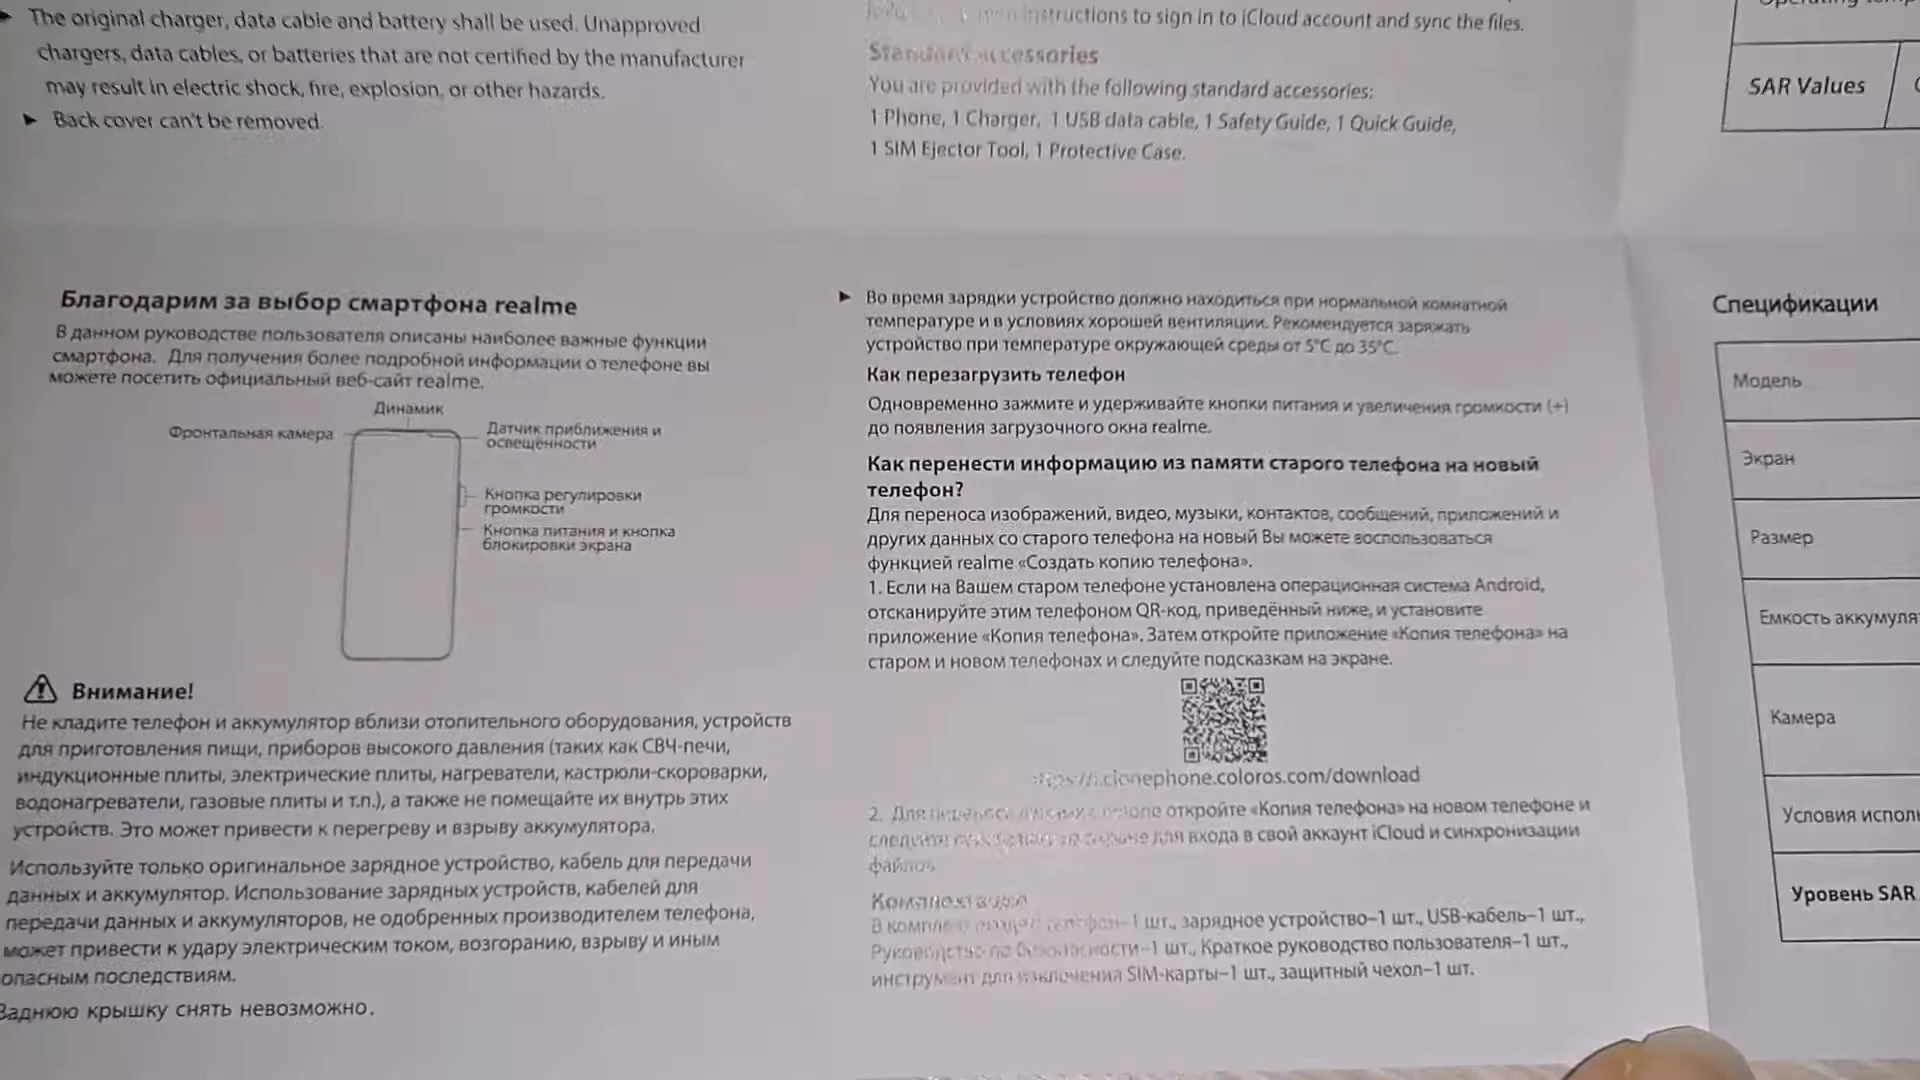 The original charger, data cable and battery shall be used. Unapproved
chargers, data cables, or batteries that are not certified by the manufacturer
may result in electric shock, fire, explosion, or other hazards.
► Back cover can't be removed.
instructions to sign in to iCloud account and sync the files.
Standard accessories
You are provided with the following standard accessories:
1 Phone, 1 Charger, 1 USB data cable, 1 Safety Guide, 1 Quick Guide,
1 SIM Ejector Tool, 1 Protective Case.
SAR Values
Благодарим за выбор смартфона realme
В данном руководстве пользователя описаны наиболее важные функции
смартфона. Для получения более подробной информации о телефоне вы
можете посетить официальный веб-сайт realme.
Динамик
Фронтальная камера
Датчик приближения и
освещённости
Кнопка регулировки
громкости
Кнопка питания и кнопка
блокировки экрана
Внимание!
Не кладите телефон и аккумулятор вблизи отопительного оборудования, устройств
для приготовления пищи, приборов высокого давления (таких как СВЧ-печи,
индукционные плиты, электрические плиты, нагреватели, кастрюли-скороварки,
водонагреватели, газовые плиты и т.п.), а также не помещайте их внутрь этих
устройств. Это может привести к перегреву и взрыву аккумулятора.
Используйте только оригинальное зарядное устройство, кабель для передачи
данных и аккумулятор. Использование зарядных устройств, кабелей для
передачи данных и аккумуляторов, не одобренных производителем телефона,
может привести к удару электрическим током, возгоранию, взрыву и иным
опасным последствиям.
Заднюю крышку снять невозможно.
► Во время зарядки устройство должно находиться при нормальной комнатной
температуре и в условиях хорошей вентиляции. Рекомендуется заряжать
устройство при температуре окружающей среды от 5°C до 35°C.
Как перезагрузить телефон
Одновременно зажмите и удерживайте кнопки питания и увеличения громкости (+)
до появления загрузочного окна realme.
Как перенести информацию из памяти старого телефона на новый
телефон?
Для переноса изображений, видео, музыки, контактов, сообщений, приложений и
других данных со старого телефона на новый Вы можете воспользоваться
функцией realme «Создать копию телефона».
1. Если на Вашем старом телефоне установлена операционная система Android,
отсканируйте этим телефоном QR-код, приведённый ниже, и установите
приложение «Копия телефона». Затем откройте приложение «Копия телефона» на
старом и новом телефонах и следуйте подсказкам на экране.
clonephone.coloros.com/download
2. Для откройте «Копия телефона» на новом телефоне и
для входа в свой аккаунт iCloud и синхронизации
файлов
В телефон–1 шт., зарядное устройство–1 шт., USB-кабель–1 шт.,
Руководство по безопасности–1 шт., Краткое руководство пользователя–1 шт.,
инструмент для извлечения SIM-карты–1 шт., защитный чехол–1 шт.
Спецификации
Модель
Экран
Размер
Емкость аккумуля
Камера
Условия исполь
Уровень SAR